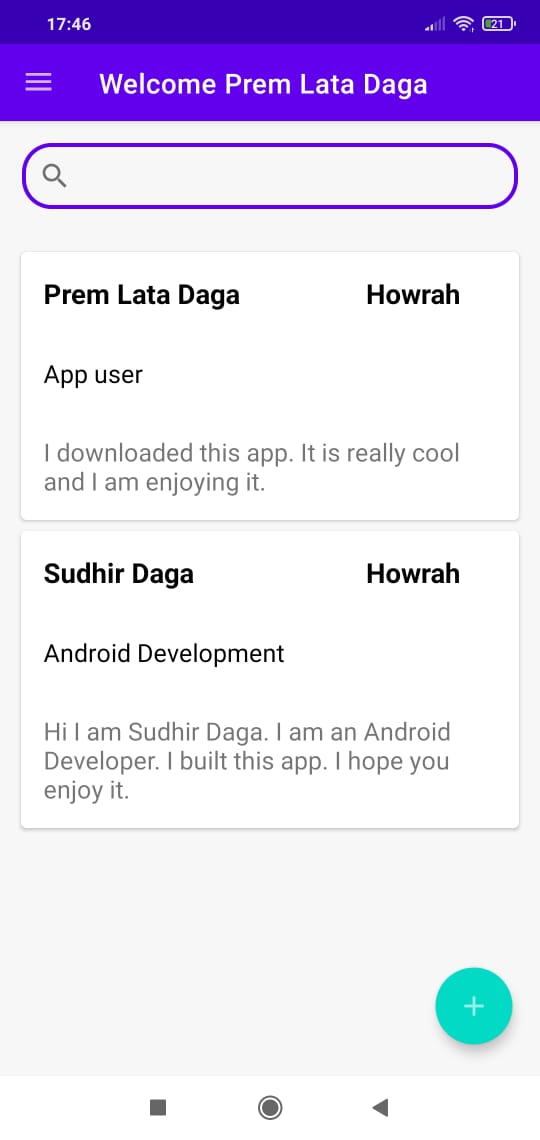 17:46
21
Welcome Prem Lata Daga
Prem Lata Daga Howrah
App user
I downloaded this app. It is really cool
and I am enjoying it.
Sudhir Daga Howrah
Android Development
Hi I am Sudhir Daga. I am an Android
Developer. I built this app. I hope you
enjoy it.